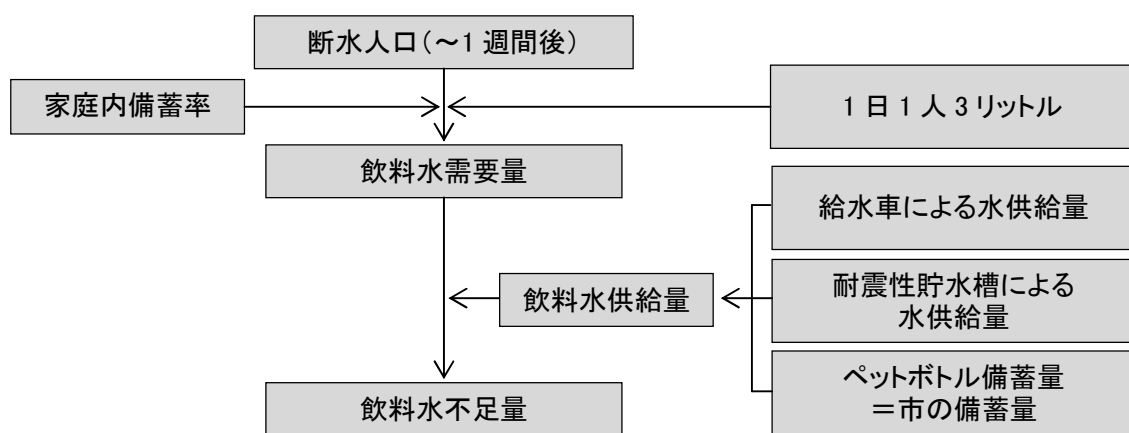 断水人口（～1 週間後）
家庭内備蓄率
1 日 1 人 3 リットル
飲料水需要量
給水車による水供給量
飲料水供給量
耐震性貯水槽による
水供給量
飲料水不足量
ペットボトル備蓄量
＝市の備蓄量